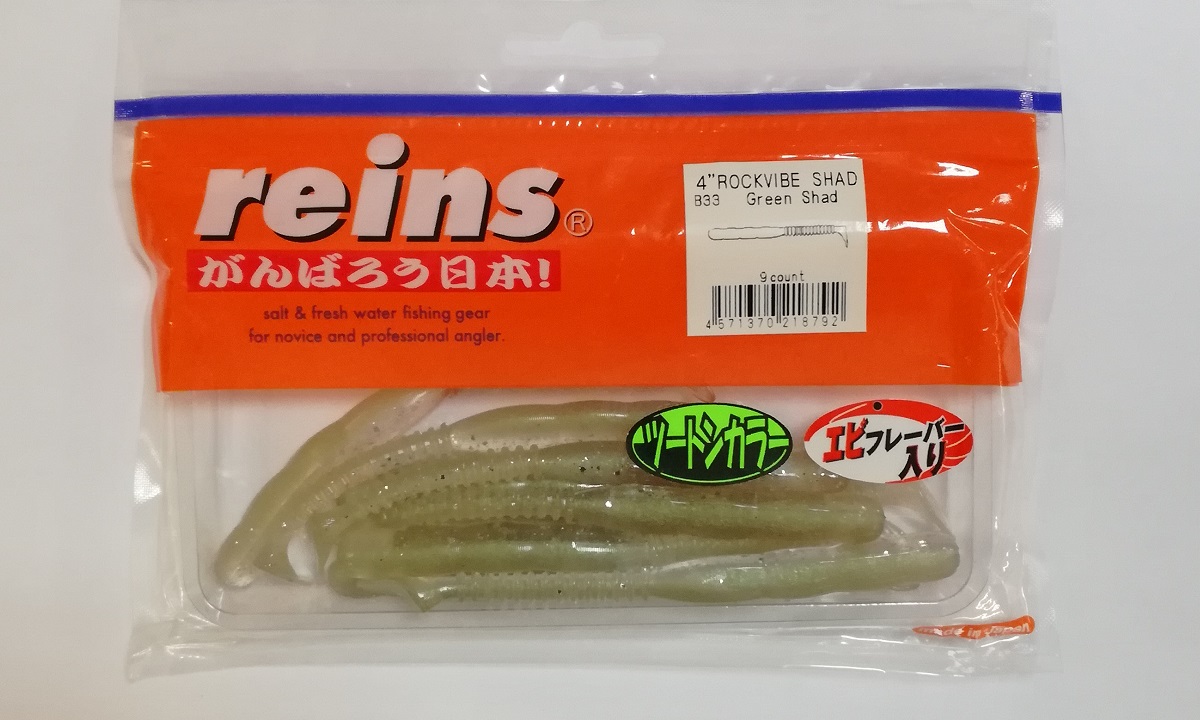 reins®
がんばろう日本!
salt & fresh water fishing gear
for novice and professional angler.
4"ROCKVIBE SHAD
B33 Green Shad
9 count
4 571370 218792
ツートンカラー
エビフレーバー
入り
made in Japan